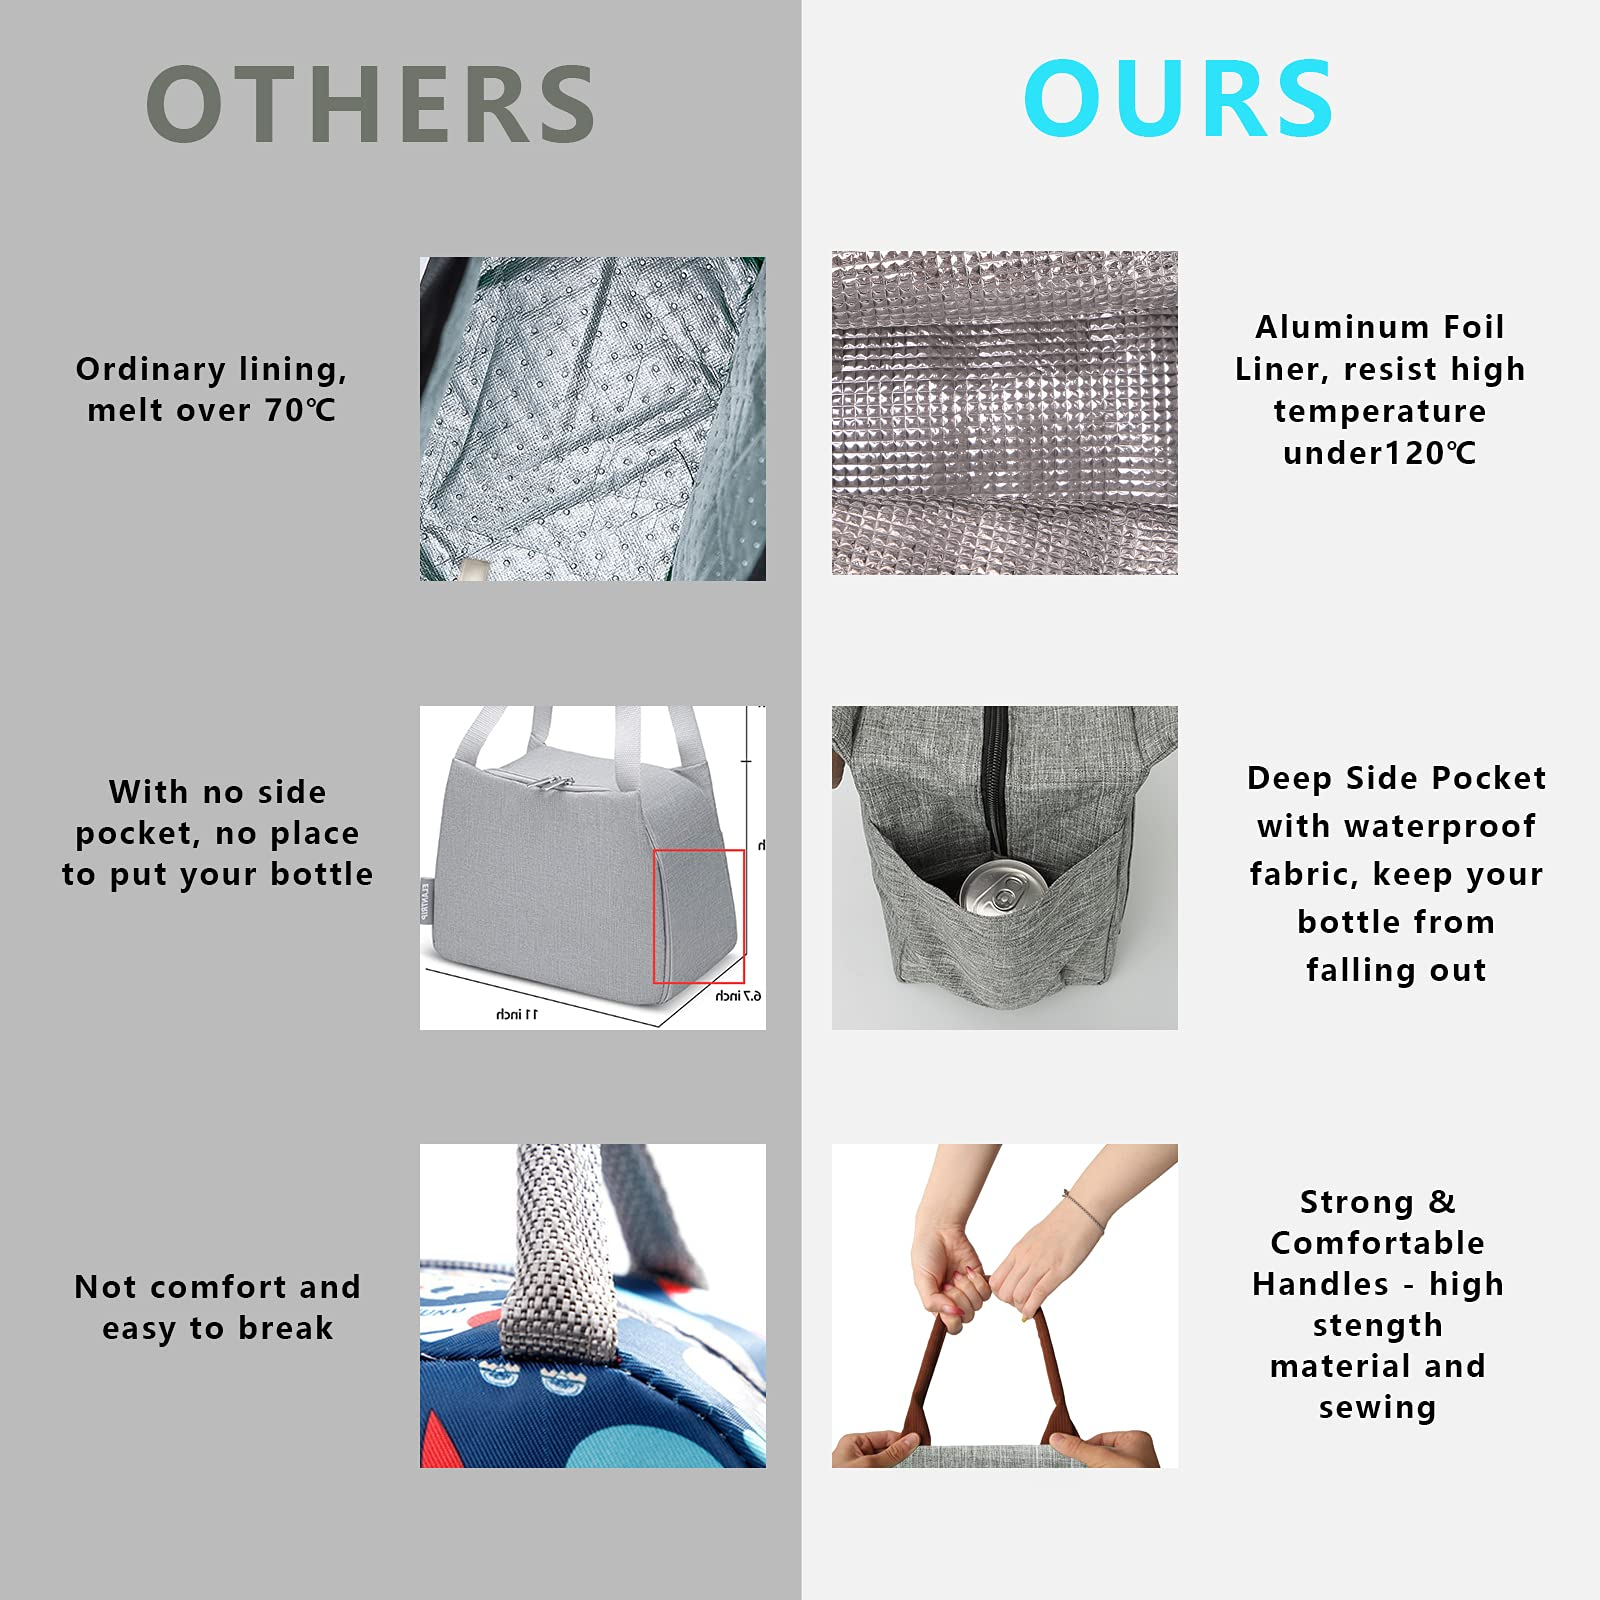 OTHERS
OURS
Ordinary lining,
melt over 70℃
Aluminum Foil
Liner, resist high
temperature
under120℃
With no side
pocket, no place
to put your bottle
ELANTRIP
11 inch
6.7 inch
h
Deep Side Pocket
with waterproof
fabric, keep your
bottle from
falling out
Not comfort and
easy to break
Strong &
Comfortable
Handles - high
stength
material and
sewing